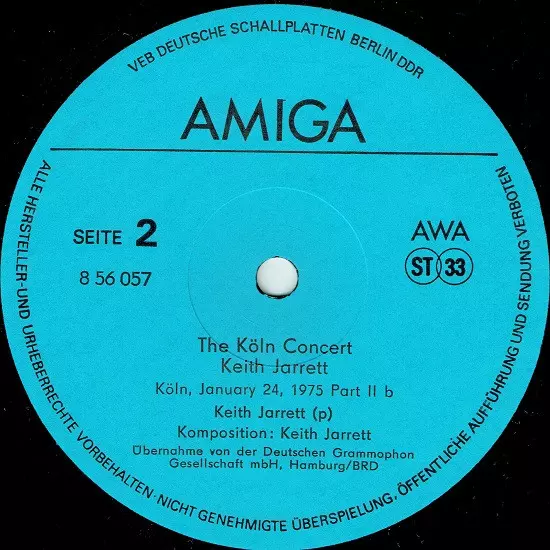 VEB DEUTSCHE SCHALLPLATTEN BERLIN DDR
AMIGA
SEITE 2
8 56 057
AWA
ST 33
The Köln Concert
Keith Jarrett
Köln, January 24, 1975 Part II b
Keith Jarrett (p)
Komposition: Keith Jarrett
Übernahme von der Deutschen Grammophon
Gesellschaft mbH, Hamburg/BRD
ALLE HERSTELLER-UND URHEBERRECHTE VORBEHALTEN-NICHT GENEHMIGTE ÜBERSPIELUNG, ÖFFENTLICHE AUFFÜHRUNG UND SENDUNG VERBOTEN